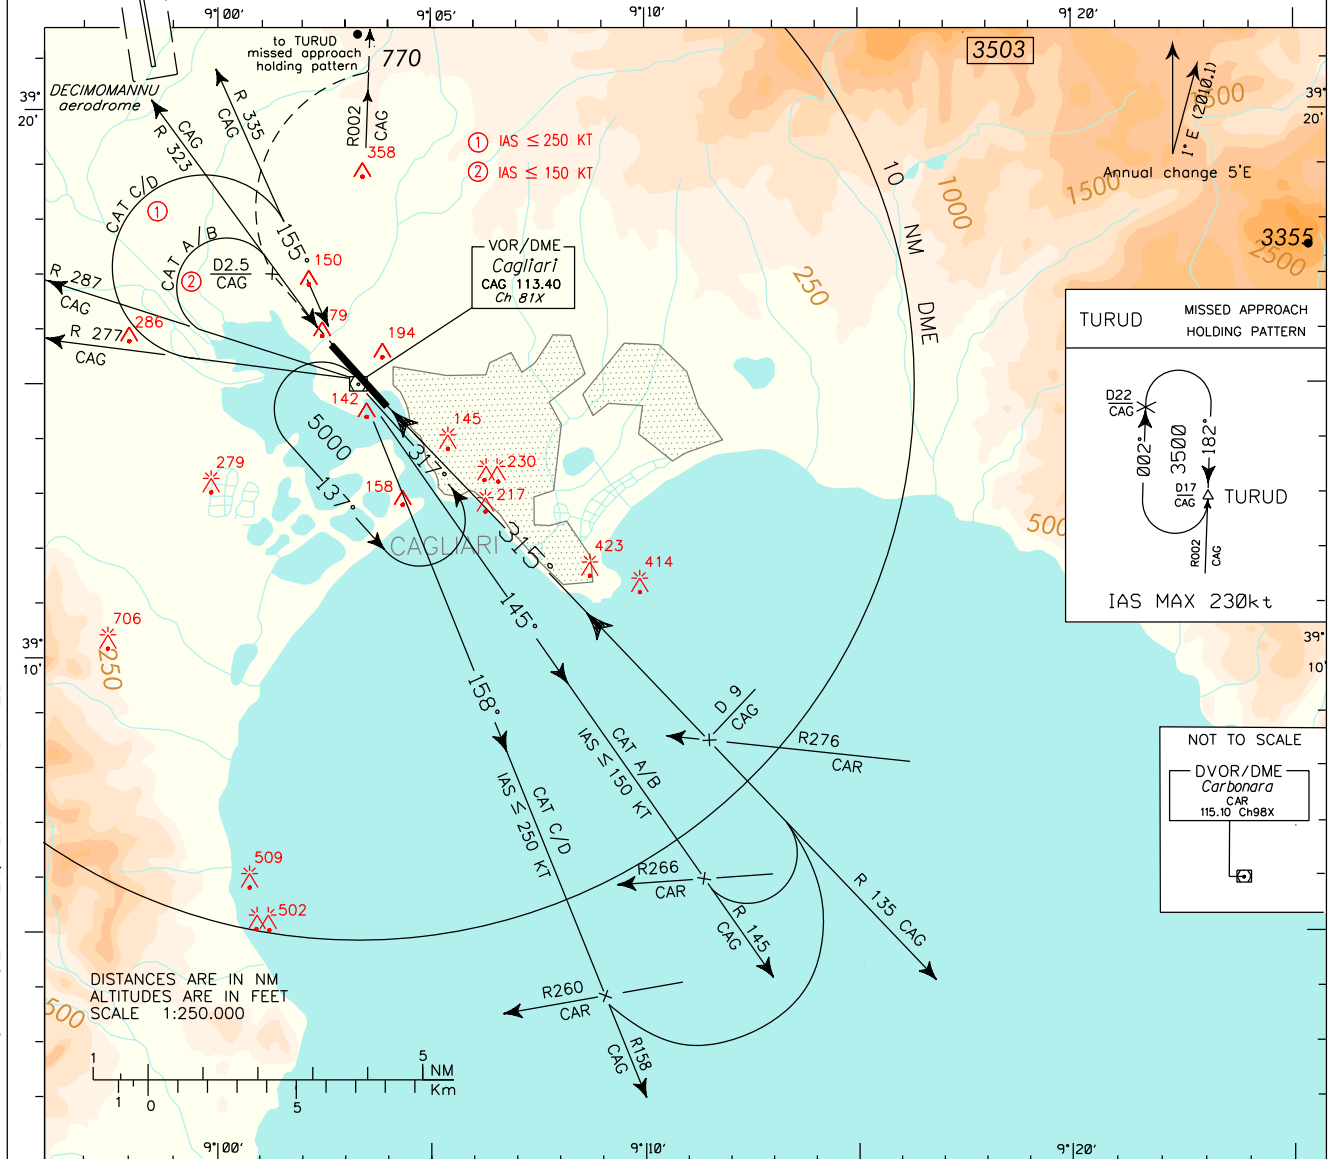 9°00'
9°05'
9°10'
9°20'
to TURUD
missed approach
holding pattern
770
3503
DECIMOMANNU
aerodrome
39°
20'
39°
20'
R 335
CAG
CAG
R 323
R002
CAG
358
1 IAS ≤ 250 KT
2 IAS ≤ 150 KT
10 NM DME
1000
1500
1500
1° E (2010.1)
Annual change 5'E
3355
2500
CAT C/D
1
CAT A/B
2
D2.5
CAG
155°
150
VOR/DME
Cagliari
CAG 113.40
Ch 81X
250
R 287
CAG
286
R 277
CAG
79
194
142
145
5000
317°
230
217
279
137°
158
CAGLIARI
315°
423
414
500
TURUD
MISSED APPROACH
HOLDING PATTERN
D22
CAG
002°
3500
182°
D17
CAG
TURUD
R002
CAG
IAS MAX 230kt
706
250
39°
10'
39°
10'
145°
158°
D 9
CAG
R276
CAR
CAT A/B
IAS ≤ 150 KT
CAT C/D
IAS ≤ 250 KT
NOT TO SCALE
DVOR/DME
Carbonara
CAR
115.10 Ch98X
509
502
R266
CAR
R 145
CAG
R 135 CAG
R260
CAR
R158
CAG
500
DISTANCES ARE IN NM
ALTITUDES ARE IN FEET
SCALE 1:250.000
1
5
NM
Km
1
0
5
9°00'
9°10'
9°20'